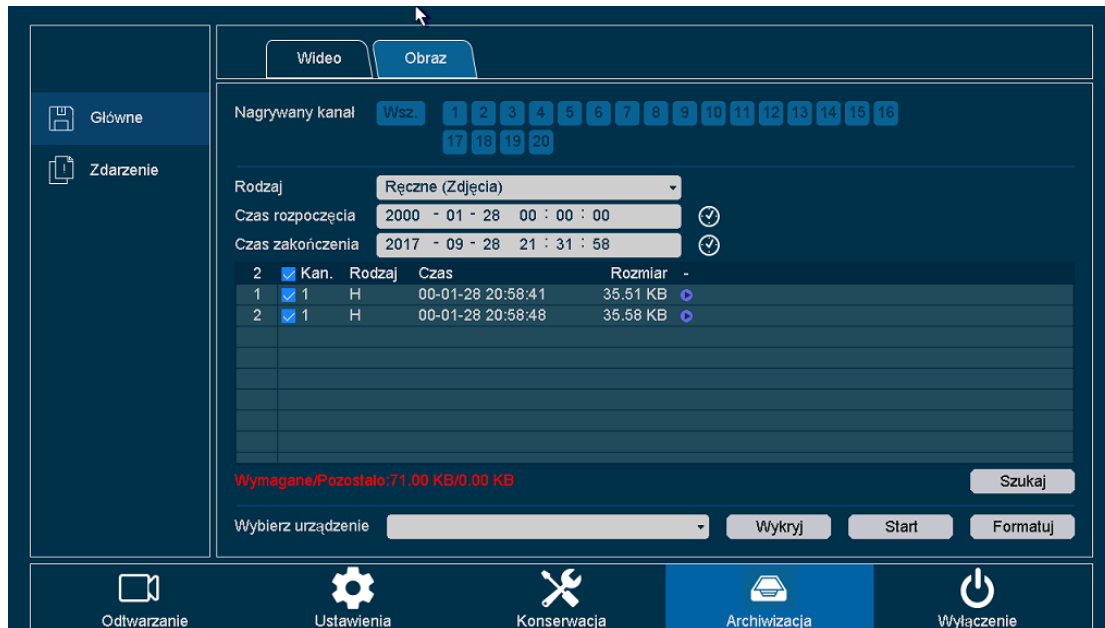 Wideo Obraz
Główne
Zdarzenie
Nagrywany kanał Wsz. 1 2 3 4 5 6 7 8 9 10 11 12 13 14 15 16
17 18 19 20
Rodzaj Ręczne (Zdjęcia)
Czas rozpoczęcia 2000 - 01 - 28 00 : 00 : 00
Czas zakończenia 2017 - 09 - 28 21 : 31 : 58
2 Kan. Rodzaj Czas Rozmiar -
1 1 H 00-01-28 20:58:41 35.51 KB
2 1 H 00-01-28 20:58:48 35.58 KB
Wymagane/Pozostało:71.00 KB/0.00 KB Szukaj
Wybierz urządzenie Wykryj Start Formatuj
Odtwarzanie Ustawienia Konserwacja Archiwizacja Wyłączenie